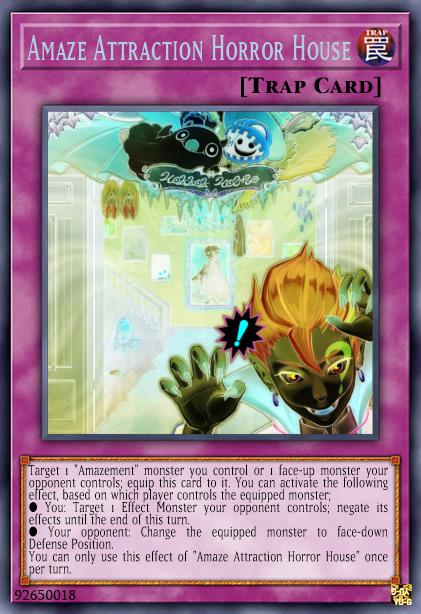 Amaze Attraction Horror House
TRAP
罠
[Trap Card]
!
Target 1 "Amazement" monster you control or 1 face-up monster your
opponent controls; equip this card to it. You can activate the following
effect, based on which player controls the equipped monster;
● You: Target 1 Effect Monster your opponent controls; negate its
effects until the end of this turn.
● Your opponent: Change the equipped monster to face-down
Defense Position.
You can only use this effect of "Amaze Attraction Horror House" once
per turn.
92650018